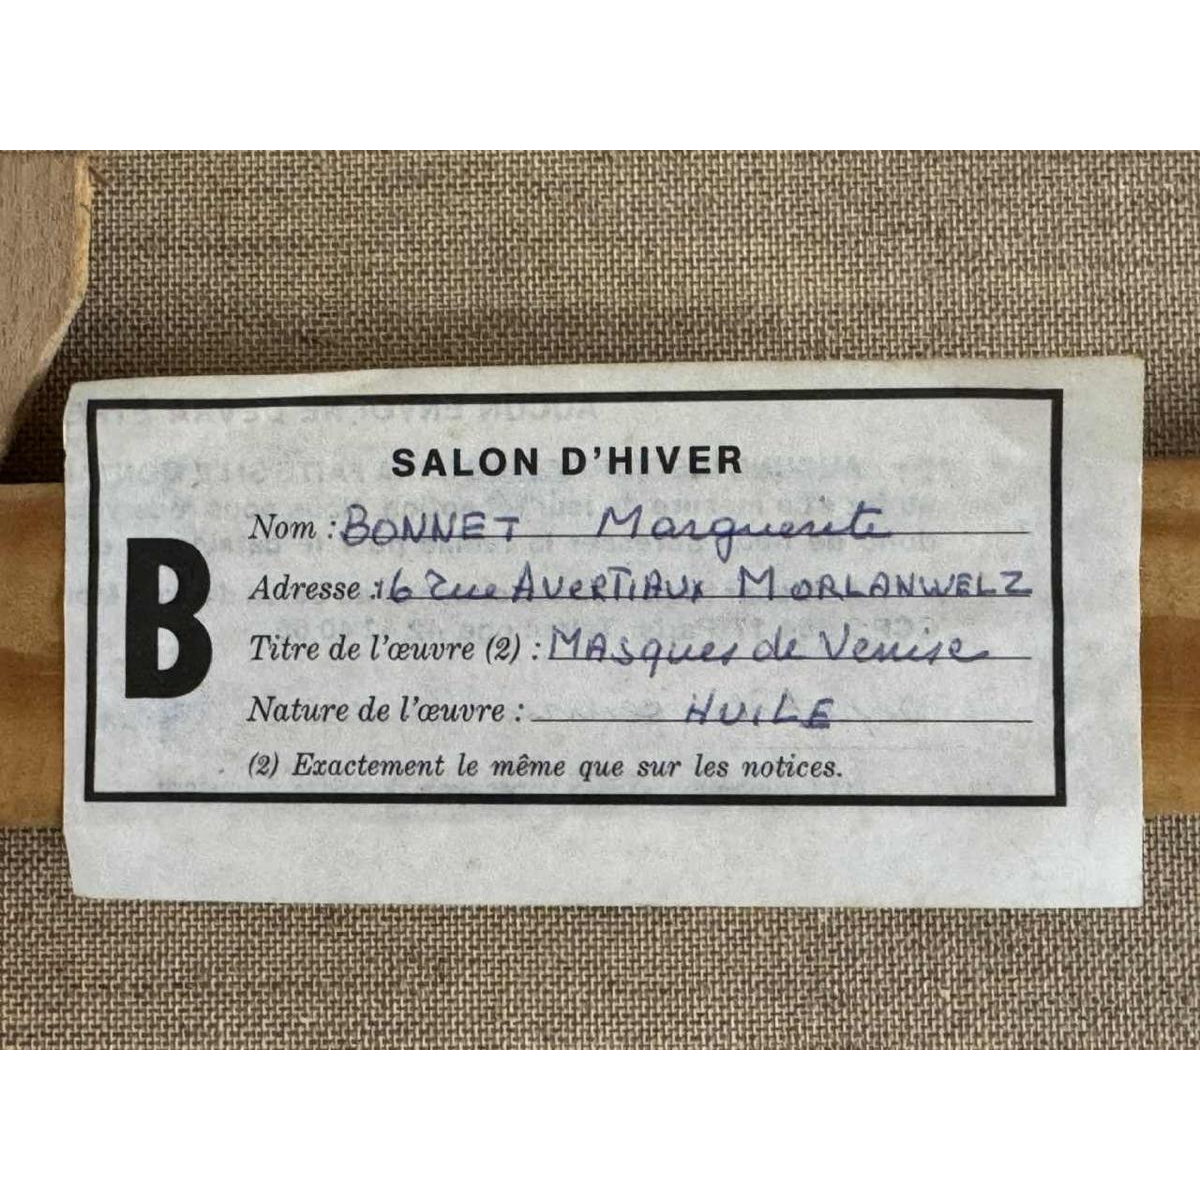 SALON D'HIVER
Nom : BONNET Marguerite
Adresse : 16 rue AVERTIAUX MORLANWELZ
B
Titre de l'œuvre (2) : MAsques de Venise
Nature de l'œuvre : HUILE
(2) Exactement le même que sur les notices.